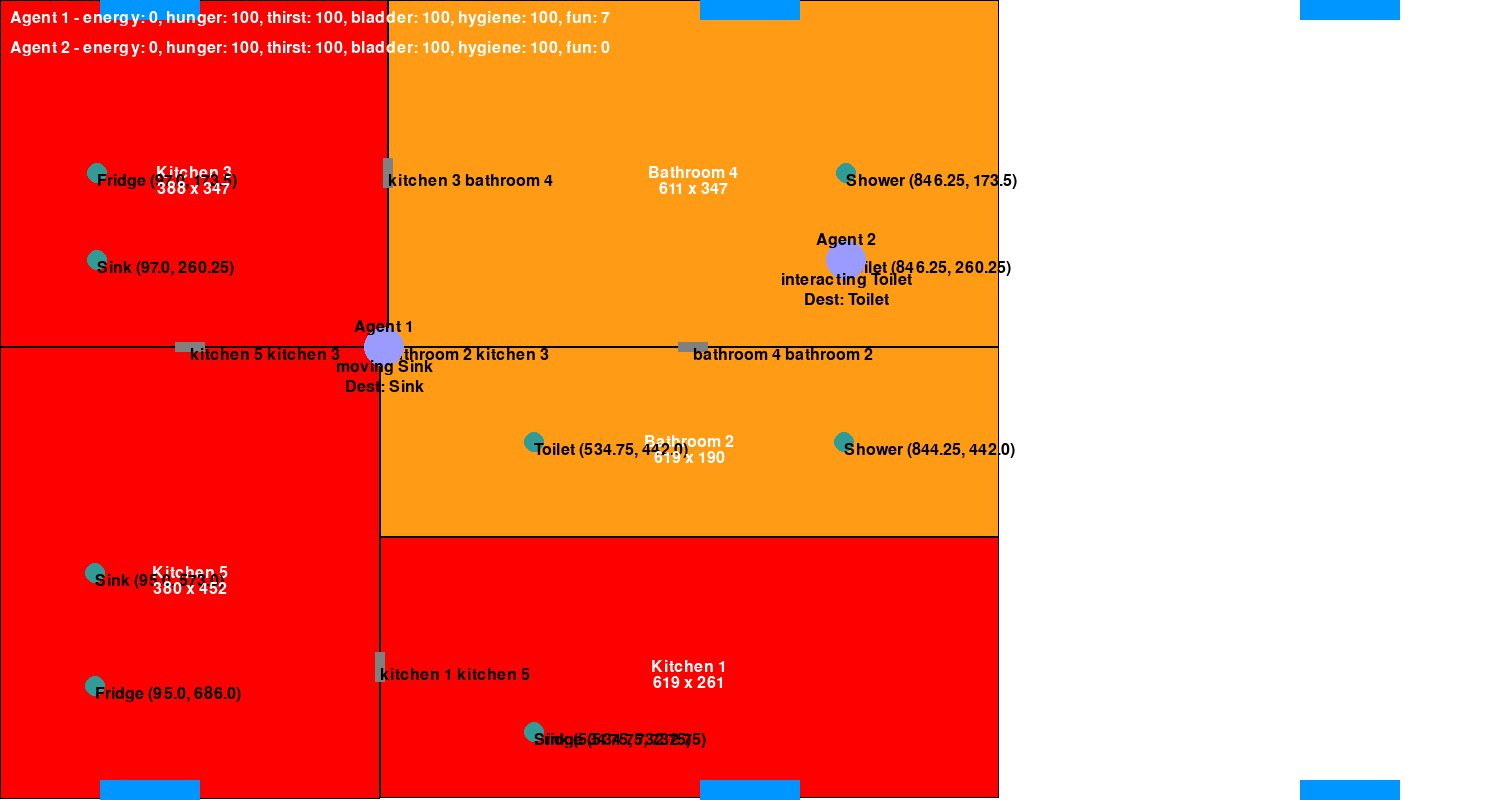 Agent 1 - energy: 0, hunger: 100, thirst: 100, bladder: 100, hygiene: 100, fun: 7
Agent 2 - energy: 0, hunger: 100, thirst: 100, bladder: 100, hygiene: 100, fun: 0
Kitchen 3
388 x 347
Fridge (97.0, 173.5)
kitchen 3 bathroom 4
Bathroom 4
611 x 347
Shower (846.25, 173.5)
Sink (97.0, 260.25)
Agent 2
ilet (846.25, 260.25)
interacting Toilet
Dest: Toilet
Agent 1
kitchen 5 kitchen 3
throom 2 kitchen 3
bathroom 4 bathroom 2
moving Sink
Dest: Sink
Toilet (534.75, 442.0)
Bathroom 2
619 x 190
Shower (844.25, 442.0)
Sink (95.0, 573.0)
Kitchen 5
380 x 452
kitchen 1 kitchen 5
Kitchen 1
619 x 261
Fridge (95.0, 686.0)